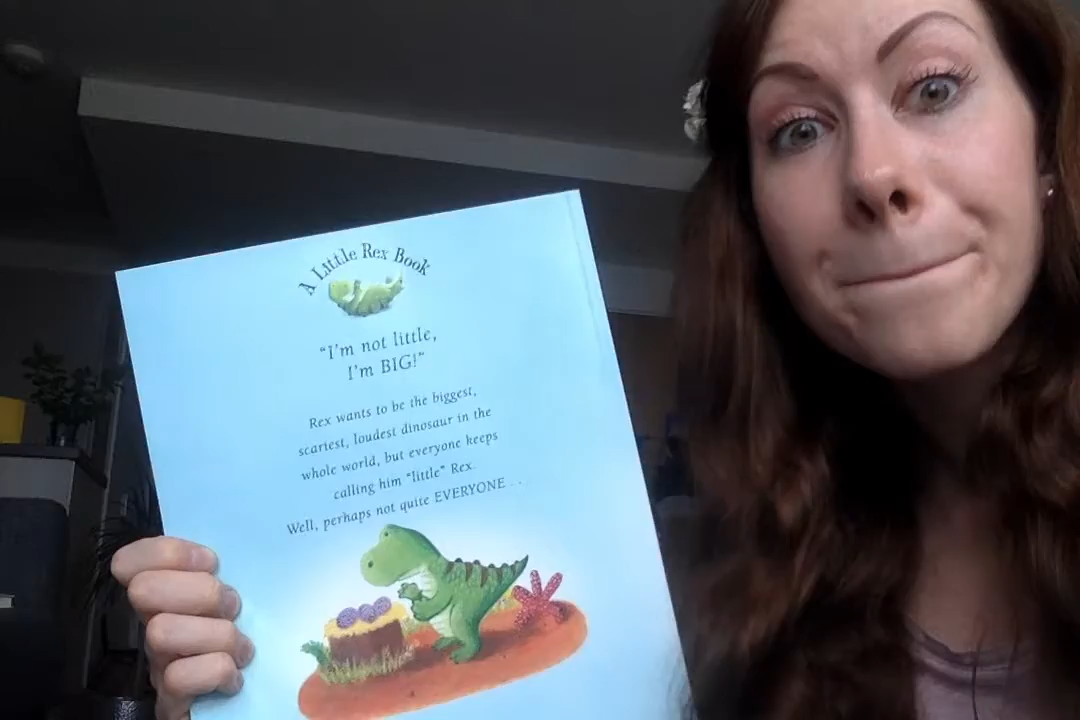 A Little Rex Book
"I'm not little,
I'm BIG!"
Rex wants to be the biggest,
scariest, loudest dinosaur in the
whole world, but everyone keeps
calling him "little" Rex.
Well, perhaps not quite EVERYONE . .